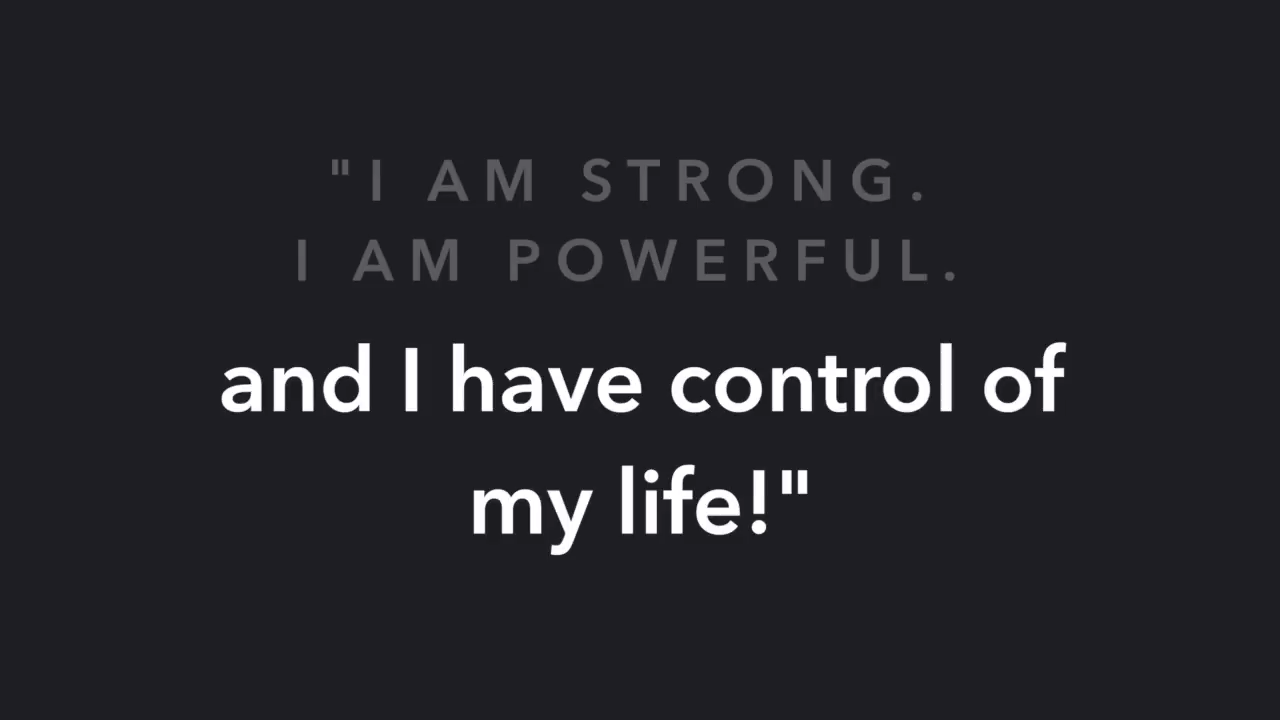 "I AM STRONG.
I AM POWERFUL.
and I have control of
my life!"